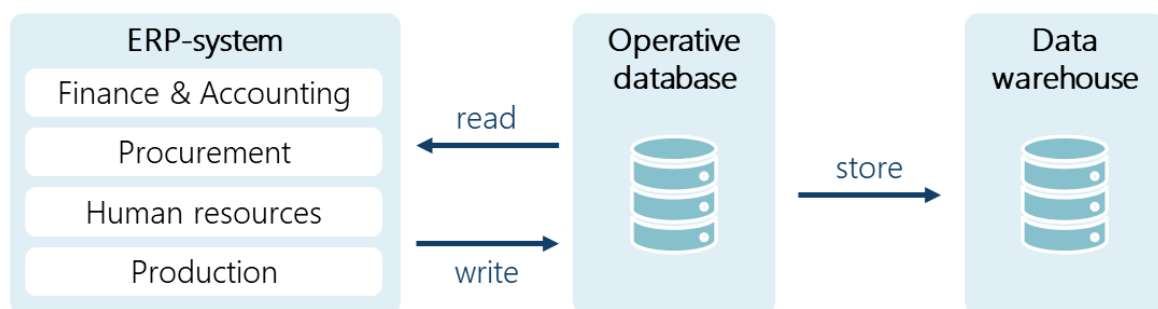 ERP-system
Finance & Accounting
Procurement
Human resources
Production
read
write
Operative
database
store
Data
warehouse